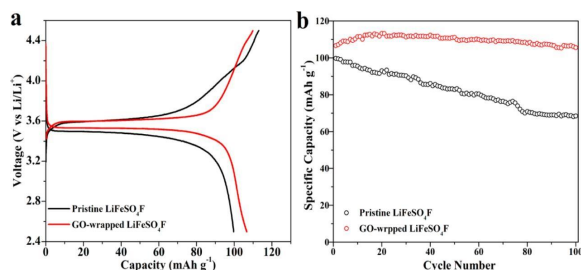 a
4.4
4.0
3.6
3.2
2.8
2.4
Voltage (V vs Li/Li⁺)
Pristine LiFeSO₄F
GO-wrapped LiFeSO₄F
0 20 40 60 80 100 120
Capacity (mAh g⁻¹)
b
120
100
80
60
40
20
0
Specific Capacity (mAh g⁻¹)
Pristine LiFeSO₄F
GO-wrpped LiFeSO₄F
0 20 40 60 80 100
Cycle Number